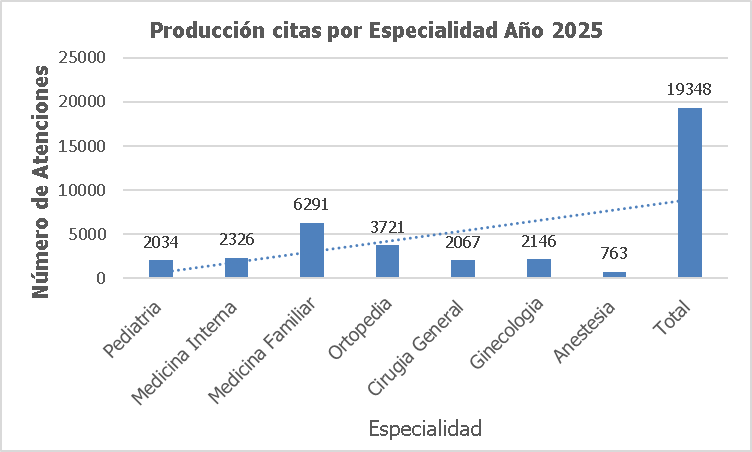 Producción citas por Especialidad Año 2025
Número de Atenciones
25000
20000
15000
10000
5000
0
2034
2326
6291
3721
2067
2146
763
19348
Pediatria
Medicina Interna
Medicina Familiar
Ortopedia
Cirugia General
Ginecologia
Anestesia
Total
Especialidad